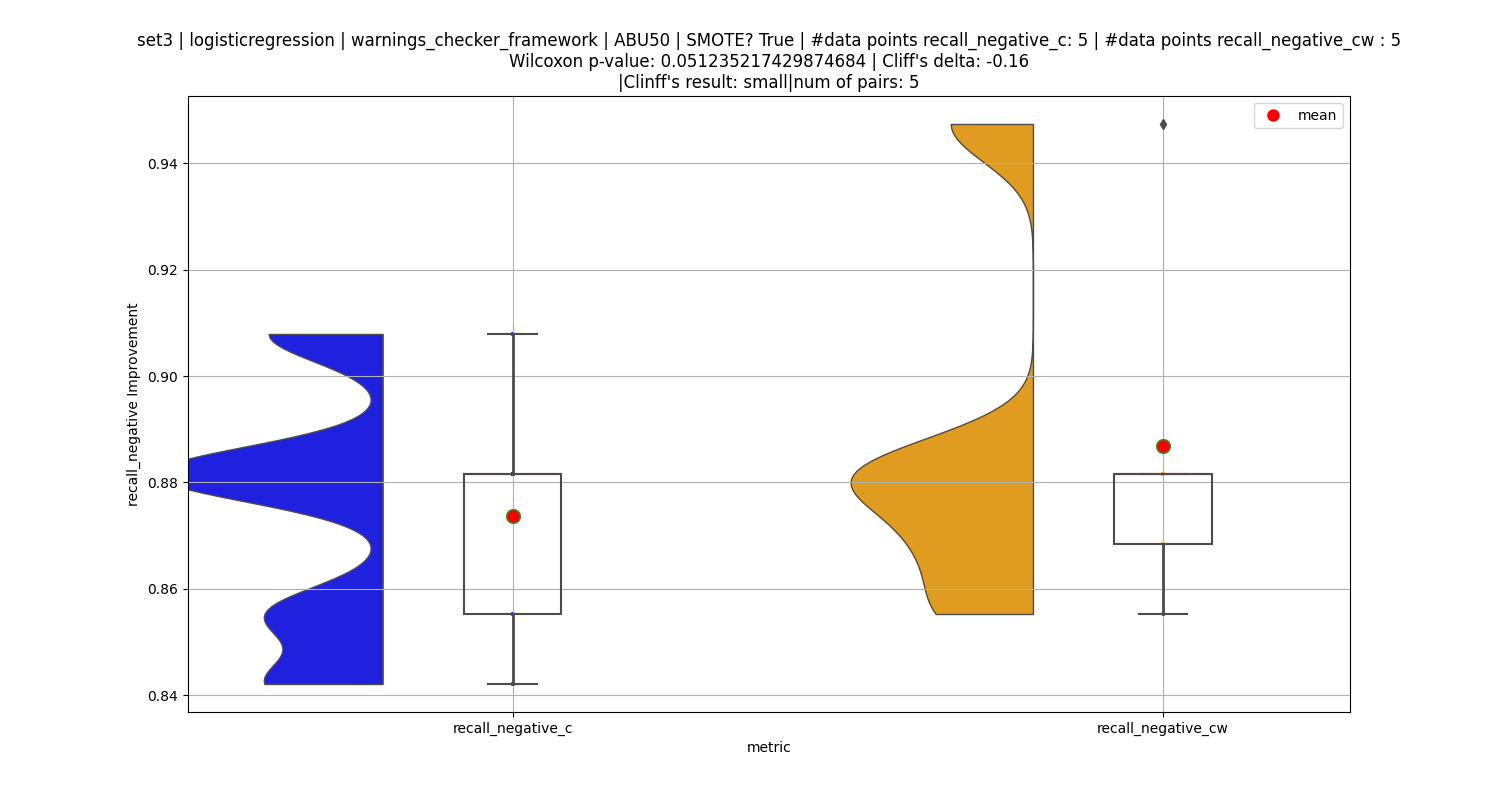 set3 | logisticregression | warnings_checker_framework | ABU50 | SMOTE? True | #data points recall_negative_c: 5 | #data points recall_negative_cw : 5
Wilcoxon p-value: 0.051235217429874684 | Cliff's delta: -0.16
|Clinff's result: small|num of pairs: 5
mean
0.94
0.92
0.90
0.88
0.86
0.84
recall_negative Improvement
recall_negative_c
recall_negative_cw
metric